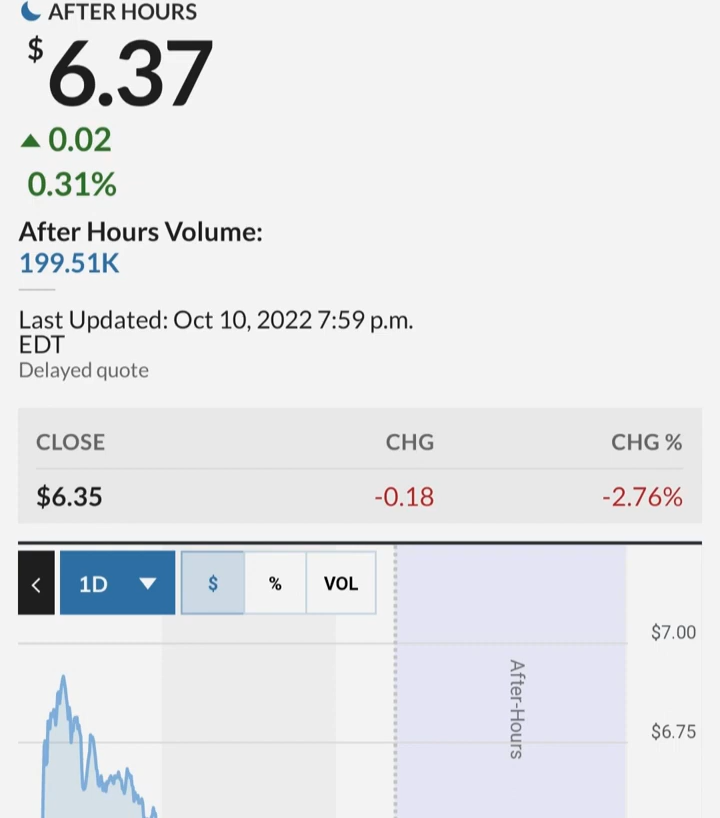 AFTER HOURS
$6.37
0.02
0.31%
After Hours Volume:
199.51K
Last Updated: Oct 10, 2022 7:59 p.m.
EDT
Delayed quote
CLOSE CHG CHG %
$6.35 -0.18 -2.76%
1D $ % VOL
$7.00
After-Hours
$6.75